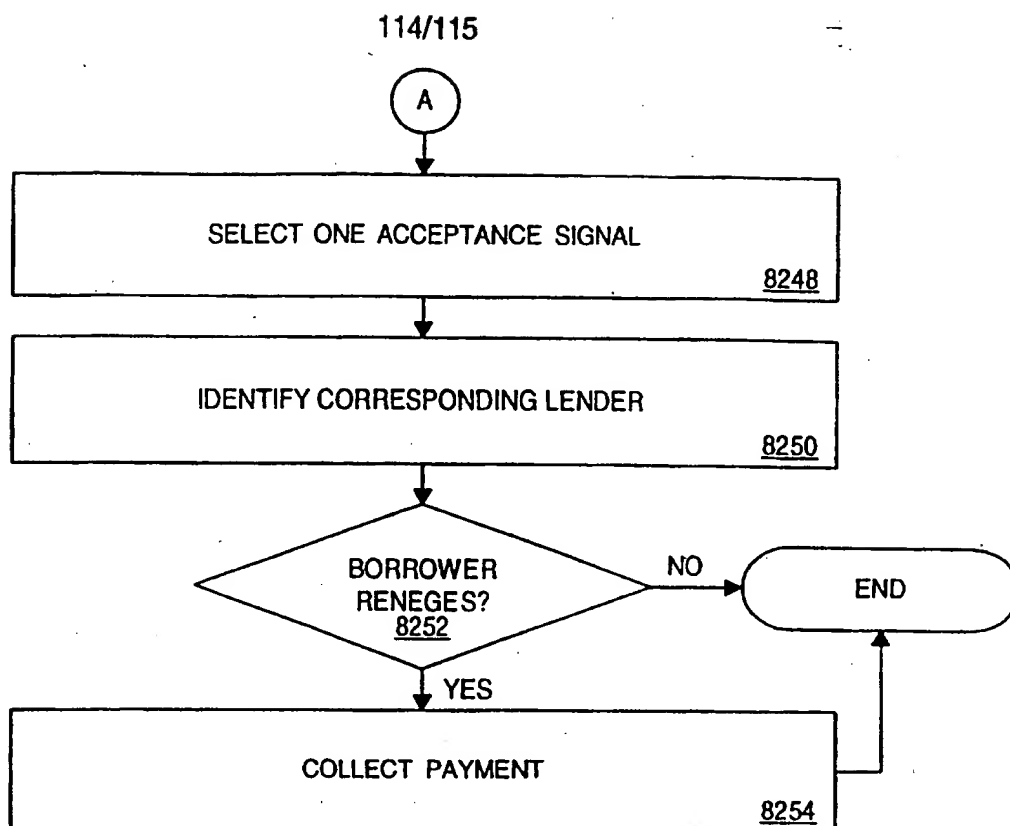 114/115
A
SELECT ONE ACCEPTANCE SIGNAL
8248
IDENTIFY CORRESPONDING LENDER
8250
BORROWER
RENEGES?
8252
NO
END
YES
COLLECT PAYMENT
8254